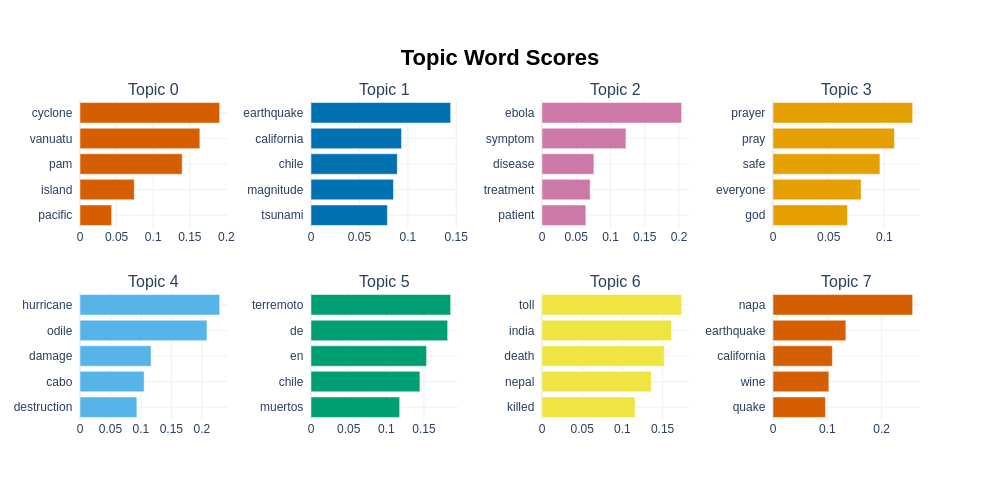 Topic Word Scores
Topic 0
cyclone
vanuatu
pam
island
pacific
0 0.05 0.1 0.15 0.2
Topic 1
earthquake
california
chile
magnitude
tsunami
0 0.05 0.1 0.15
Topic 2
ebola
symptom
disease
treatment
patient
0 0.05 0.1 0.15 0.2
Topic 3
prayer
pray
safe
everyone
god
0 0.05 0.1
Topic 4
hurricane
odile
damage
cabo
destruction
0 0.05 0.1 0.15 0.2
Topic 5
terremoto
de
en
chile
muertos
0 0.05 0.1 0.15
Topic 6
toll
india
death
nepal
killed
0 0.05 0.1 0.15
Topic 7
napa
earthquake
california
wine
quake
0 0.1 0.2